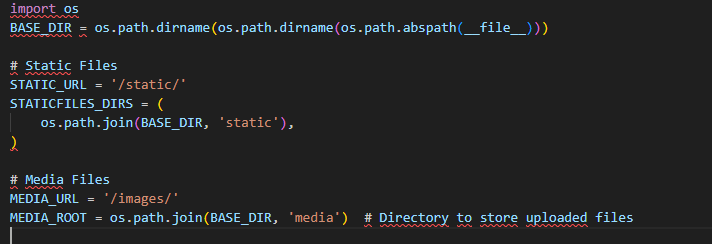 import os
BASE_DIR = os.path.dirname(os.path.dirname(os.path.abspath(__file__)))
# Static Files
STATIC_URL = '/static/'
STATICFILES_DIRS = (
    os.path.join(BASE_DIR, 'static'),
)
# Media Files
MEDIA_URL = '/images/'
MEDIA_ROOT = os.path.join(BASE_DIR, 'media')  # Directory to store uploaded files